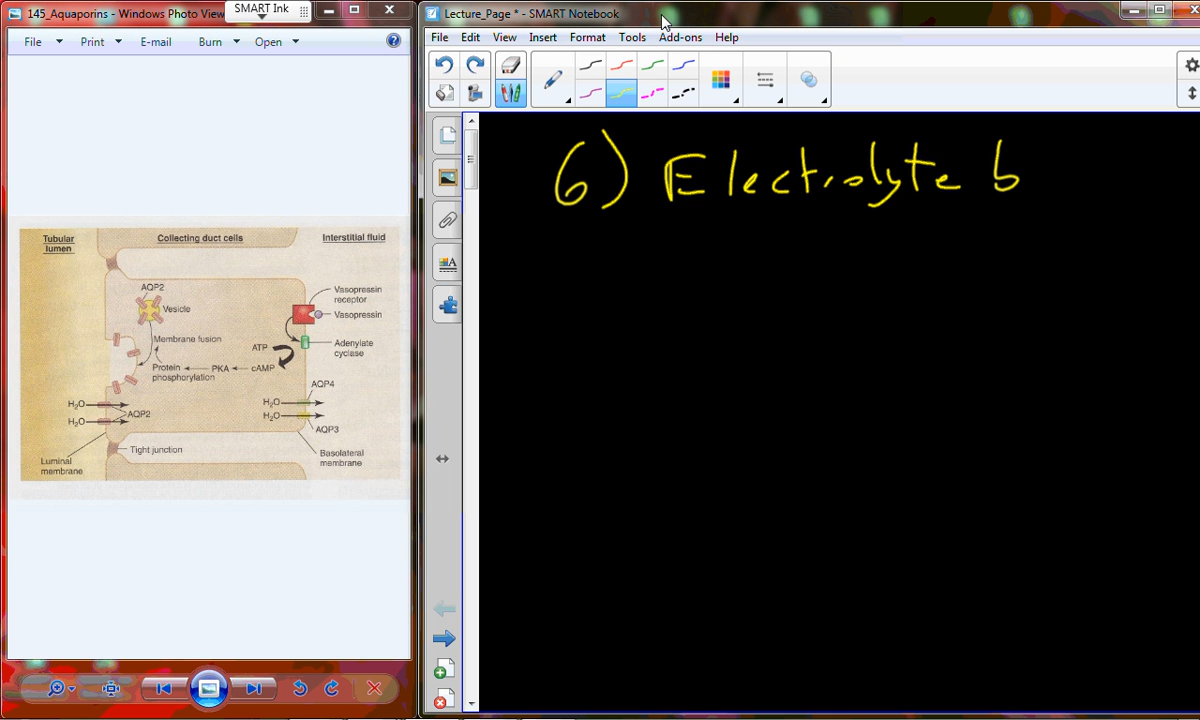 145_Aquaporins - Windows Photo View
SMART Ink
File
Print
E-mail
Burn
Open
Tubular
lumen
Collecting duct cells
Interstitial fluid
AQP2
Vesicle
Vasopressin
receptor
Vasopressin
Membrane fusion
ATP
Adenylate
cyclase
Protein
phosphorylation
PKA
cAMP
AQP4
H₂O
H₂O
AQP2
H₂O
H₂O
AQP3
Tight junction
Luminal
membrane
Basolateral
membrane
Lecture_Page * - SMART Notebook
File Edit View Insert Format Tools Add-ons Help
6) Electrolyte b